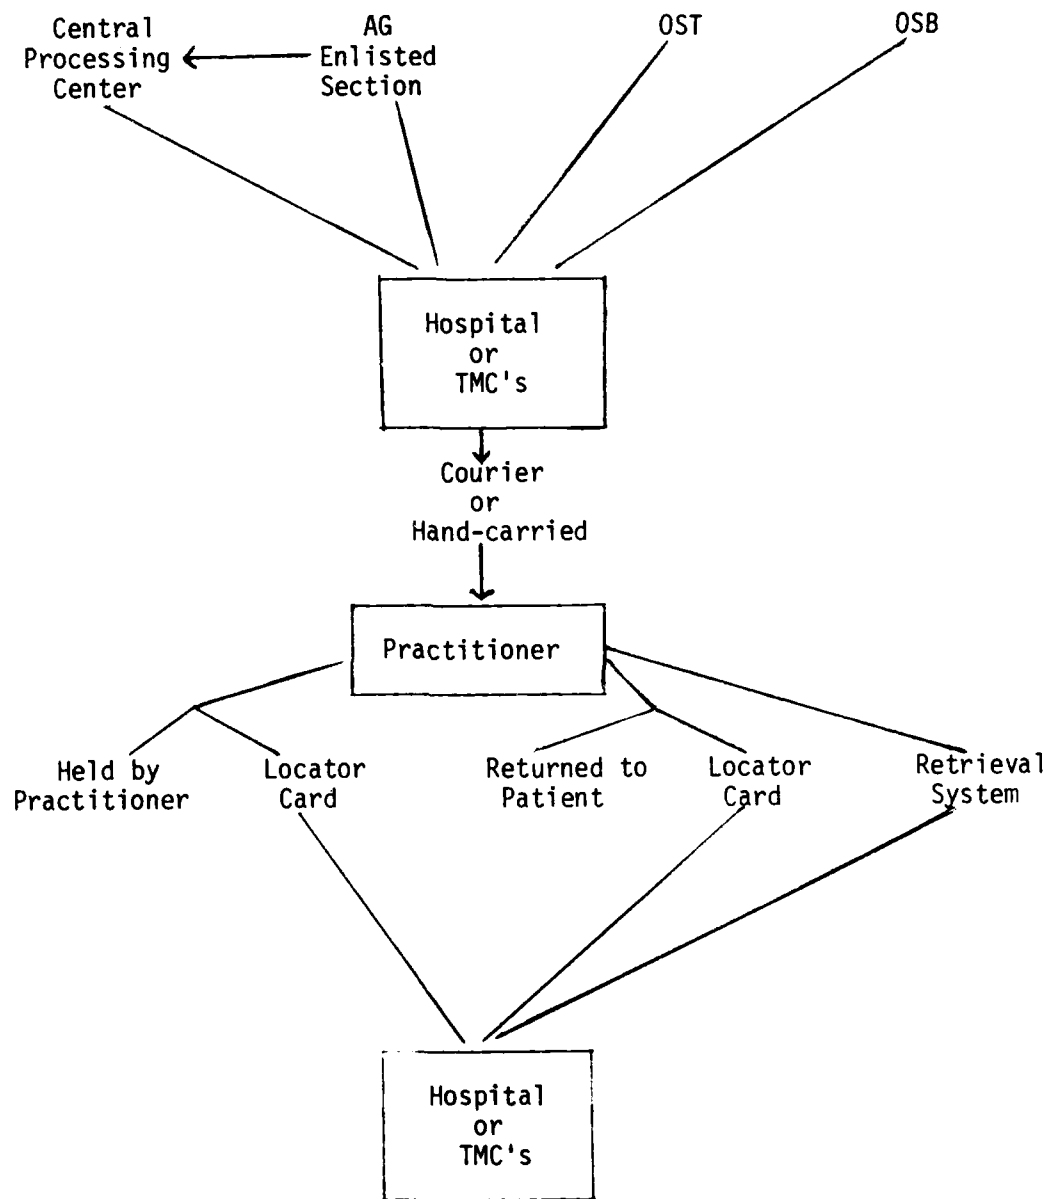 Central
Processing
Center
AG
Enlisted
Section
OST
OSB
Hospital
or
TMC's
Courier
or
Hand-carried
Practitioner
Held by
Practitioner
Locator
Card
Returned to
Patient
Locator
Card
Retrieval
System
Hospital
or
TMC's